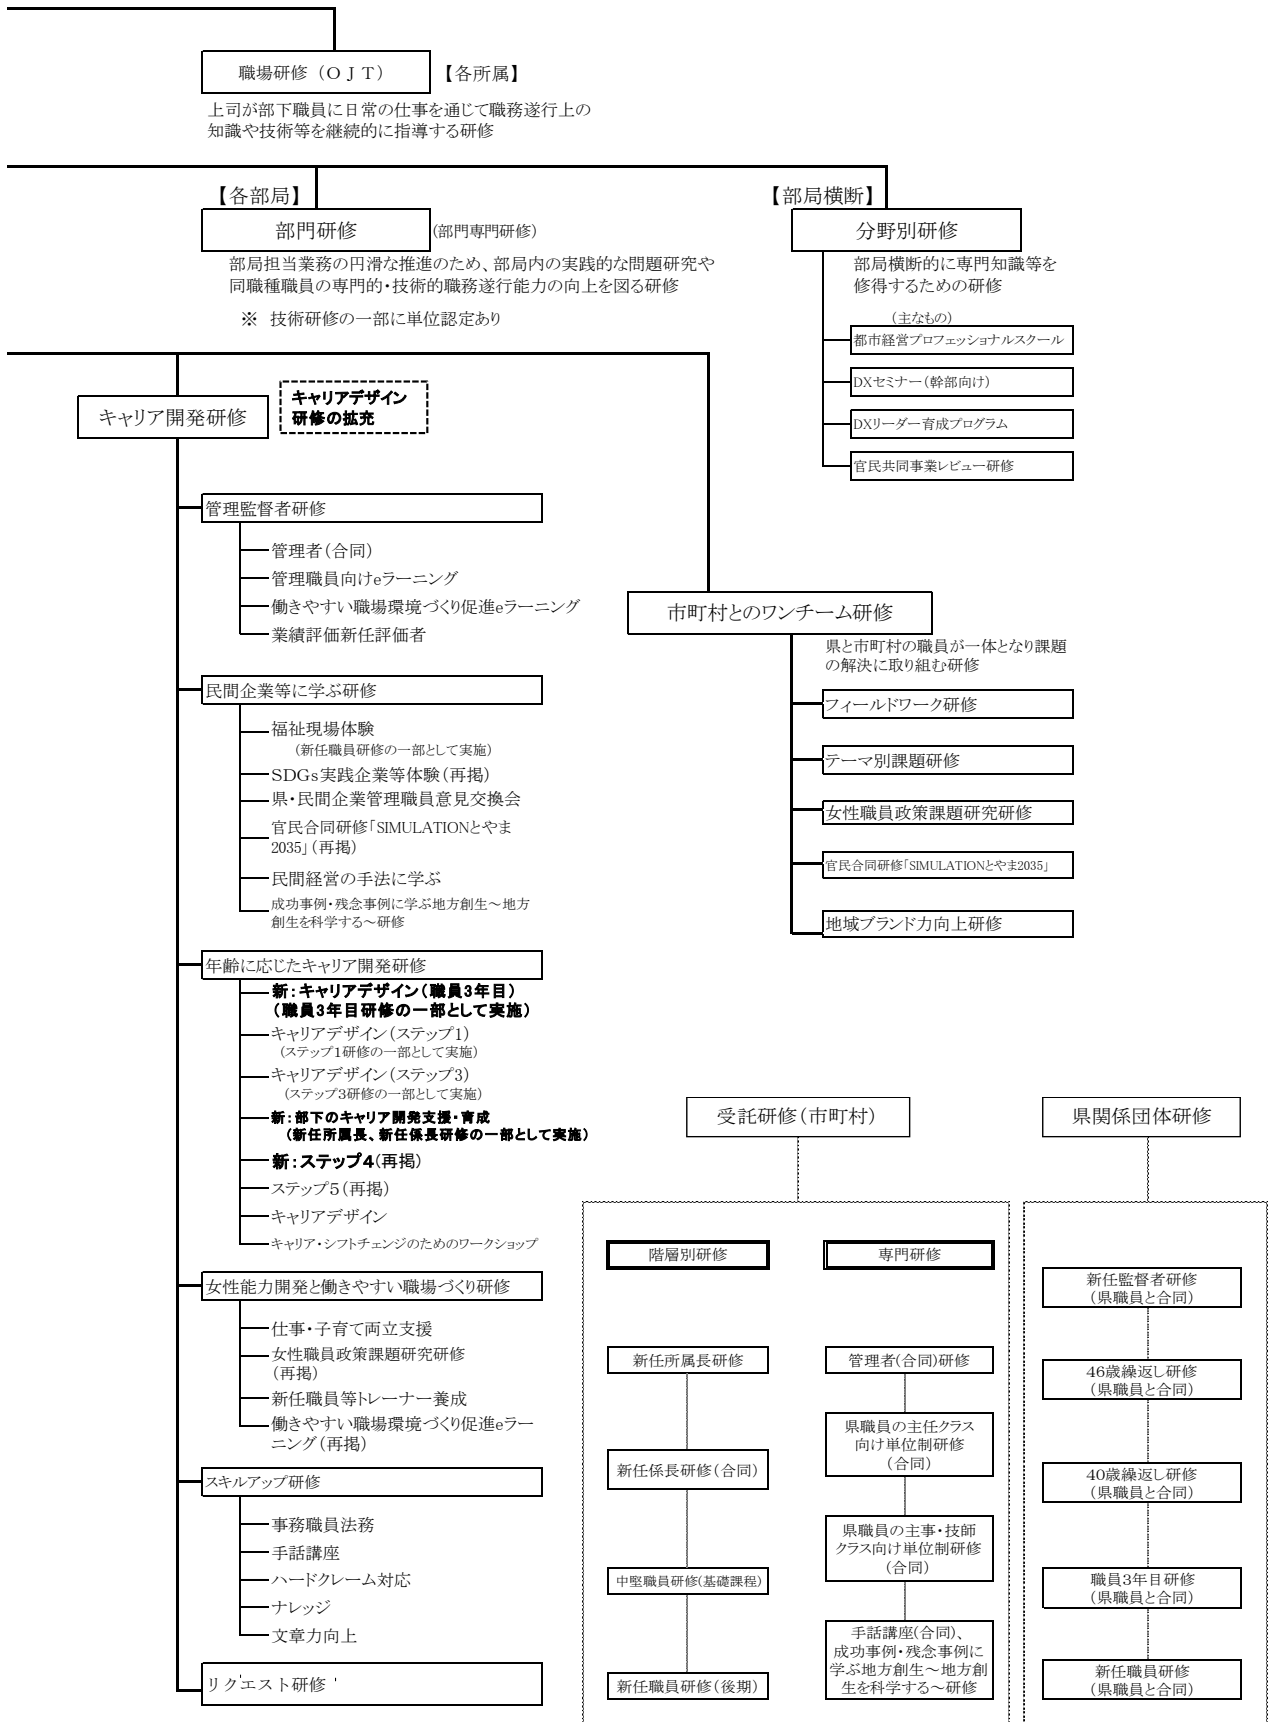 職場研修（ＯＪＴ）
【各所属】
上司が部下職員に日常の仕事を通じて職務遂行上の
知識や技術等を継続的に指導する研修
【各部局】
部門研修
(部門専門研修)
部局担当業務の円滑な推進のため、部局内の実践的な問題研究や
同職種職員の専門的・技術的職務遂行能力の向上を図る研修
※　技術研修の一部に単位認定あり
【部局横断】
分野別研修
部局横断的に専門知識等を
修得するための研修
(主なもの)
都市経営プロフェッショナルスクール
DXセミナー（幹部向け）
DXリーダー育成プログラム
官民共同事業レビュー研修
キャリア開発研修
キャリアデザイン
研修の拡充
管理監督者研修
管理者（合同）
管理職員向けeラーニング
働きやすい職場環境づくり促進eラーニング
業績評価新任評価者
民間企業等に学ぶ研修
福祉現場体験
（新任職員研修の一部として実施）
SDGs実践企業等体験（再掲）
県・民間企業管理職員意見交換会
官民合同研修「SIMULATIONとやま
2035」（再掲）
民間経営の手法に学ぶ
成功事例・残念事例に学ぶ地方創生～地方
創生を科学する～研修
年齢に応じたキャリア開発研修
新：キャリアデザイン（職員3年目）
（職員3年目研修の一部として実施）
キャリアデザイン（ステップ1）
（ステップ1研修の一部として実施）
キャリアデザイン（ステップ3）
（ステップ3研修の一部として実施）
新：部下のキャリア開発支援・育成
（新任所属長、新任係長研修の一部として実施）
新：ステップ4（再掲）
ステップ5（再掲）
キャリアデザイン
キャリア・シフトチェンジのためのワークショップ
女性能力開発と働きやすい職場づくり研修
仕事・子育て両立支援
女性職員政策課題研究研修
（再掲）
新任職員等トレーナー養成
働きやすい職場環境づくり促進eラー
ニング（再掲）
スキルアップ研修
事務職員法務
手話講座
ハードクレーム対応
ナレッジ
文章力向上
リクエスト研修
市町村とのワンチーム研修
県と市町村の職員が一体となり課題
の解決に取り組む研修
フィールドワーク研修
テーマ別課題研修
女性職員政策課題研究研修
官民合同研修「SIMULATIONとやま2035」
地域ブランド力向上研修
受託研修（市町村）
階層別研修
新任所属長研修
新任係長研修（合同）
中堅職員研修(基礎課程)
新任職員研修（後期）
専門研修
管理者(合同)研修
県職員の主任クラス
向け単位制研修
（合同）
県職員の主事・技師
クラス向け単位制研修
（合同）
手話講座(合同)、
成功事例・残念事例に
学ぶ地方創生～地方創
生を科学する～研修
県関係団体研修
新任監督者研修
（県職員と合同）
46歳繰返し研修
（県職員と合同）
40歳繰返し研修
（県職員と合同）
職員3年目研修
（県職員と合同）
新任職員研修
（県職員と合同）